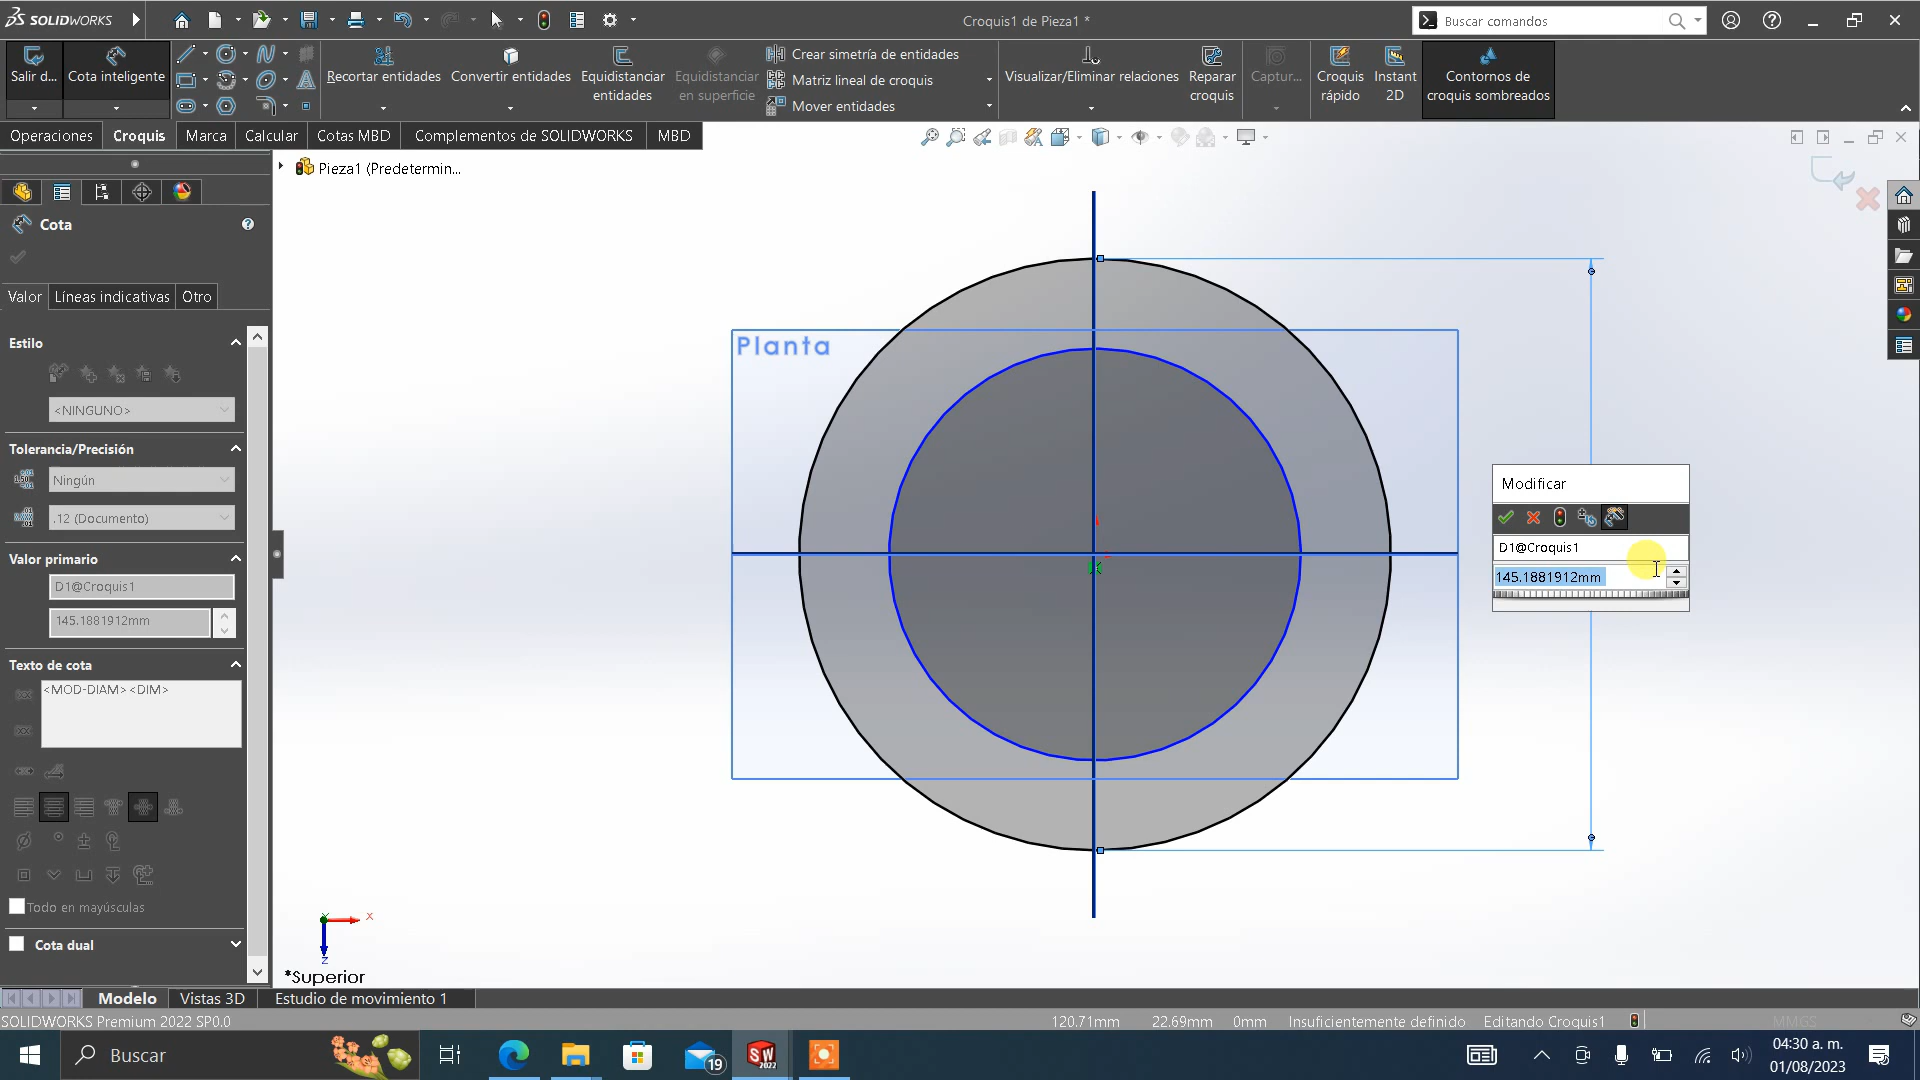 SOLIDWORKS
Croquis1 de Pieza1 *
Buscar comandos
Salir d...
Cota inteligente
Recortar entidades
Convertir entidades
Equidistanciar
entidades
Equidistanciar
en superficie
Crear simetría de entidades
Matriz lineal de croquis
Mover entidades
Visualizar/Eliminar relaciones
Reparar
croquis
Captur...
Croquis
rápido
Instant
2D
Contornos de
croquis sombreados
Operaciones
Croquis
Marca
Calcular
Cotas MBD
Complementos de SOLIDWORKS
MBD
Pieza1 (Predetermin...
Cota
Valor
Líneas indicativas
Otro
Estilo
<NINGUNO>
Tolerancia/Precisión
Ningún
.12 (Documento)
Valor primario
D1@Croquis1
145.1881912mm
Texto de cota
<MOD-DIAM><DIM>
Todo en mayúsculas
Cota dual
Planta
Modificar
D1@Croquis1
145.1881912mm
x
z
*Superior
Modelo
Vistas 3D
Estudio de movimiento 1
SOLIDWORKS Premium 2022 SP0.0
120.71mm
22.69mm
0mm
Insuficientemente definido
Editando Croquis1
MMGS
Buscar
19
SW
2022
04:30 a. m.
01/08/2023